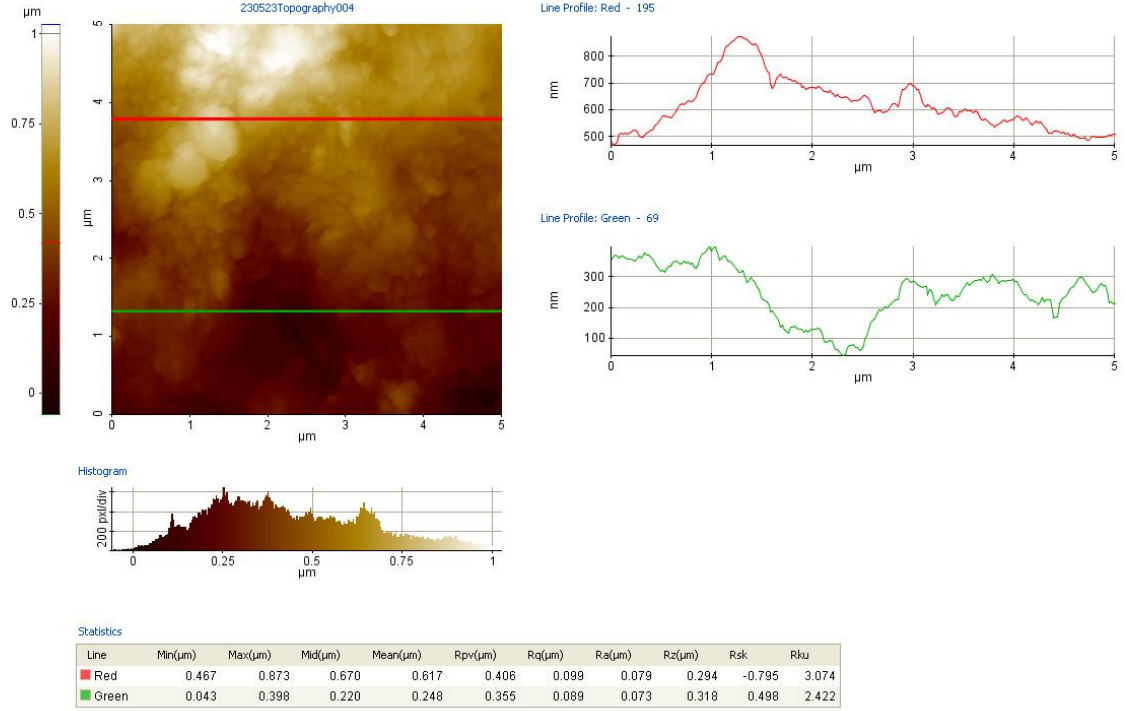 230523Topography004
µm
1
0.75
0.5
0.25
0
µm
5
4
3
2
1
0
0 1 2 3 4 5
µm
Line Profile: Red - 195
nm
800
700
600
500
0 1 2 3 4 5
µm
Line Profile: Green - 69
nm
300
200
100
0 1 2 3 4 5
µm
Histogram
200 pxl/div
0 0.25 0.5 0.75 1
µm
Statistics
Line Min(µm) Max(µm) Mid(µm) Mean(µm) Rpv(µm) Rq(µm) Ra(µm) Rz(µm) Rsk Rku
Red 0.467 0.873 0.670 0.617 0.406 0.099 0.079 0.294 -0.795 3.074
Green 0.043 0.398 0.220 0.248 0.355 0.089 0.073 0.318 0.498 2.422